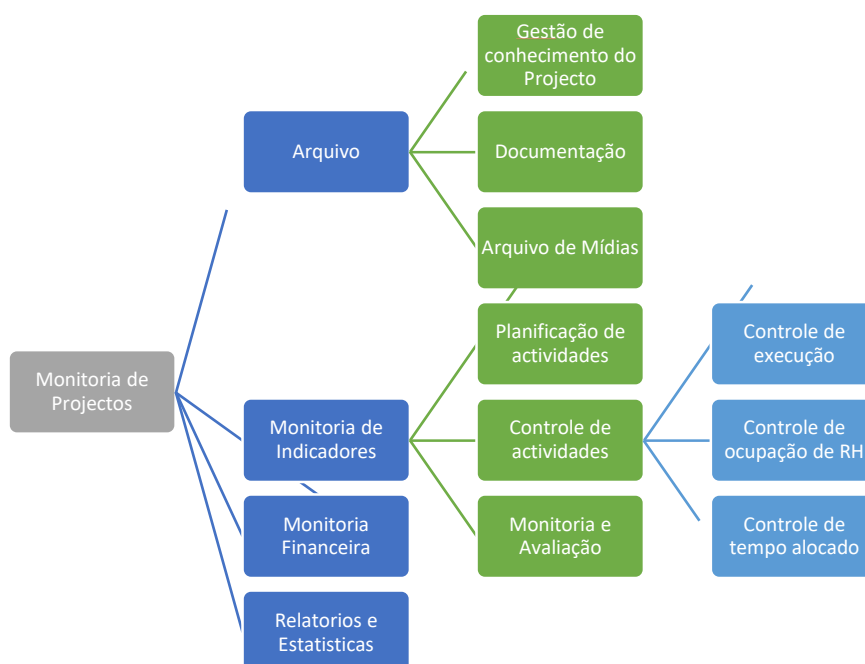 Monitoria de
Projectos
Arquivo
Gestão de
conhecimento do
Projecto
Documentação
Arquivo de Mídias
Monitoria de
Indicadores
Planificação de
actividades
Controle de
actividades
Controle de
execução
Controle de
ocupação de RH
Controle de
tempo alocado
Monitoria e
Avaliação
Monitoria
Financeira
Relatorios e
Estatisticas